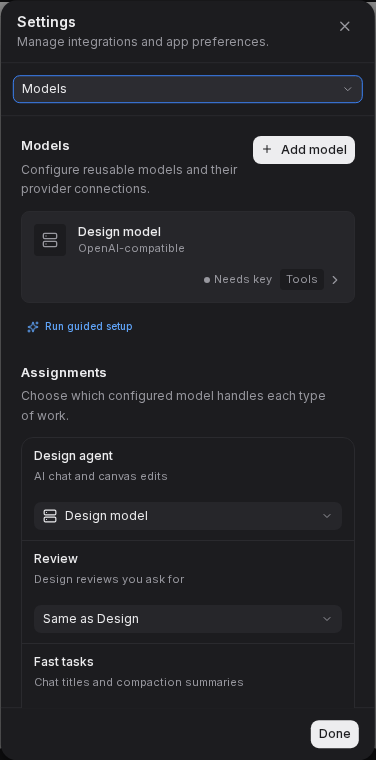 Settings
Manage integrations and app preferences.
Models
Models
Add model
Configure reusable models and their
provider connections.
Design model
OpenAI-compatible
Needs key
Tools
Run guided setup
Assignments
Choose which configured model handles each type
of work.
Design agent
AI chat and canvas edits
Design model
Review
Design reviews you ask for
Same as Design
Fast tasks
Chat titles and compaction summaries
Done